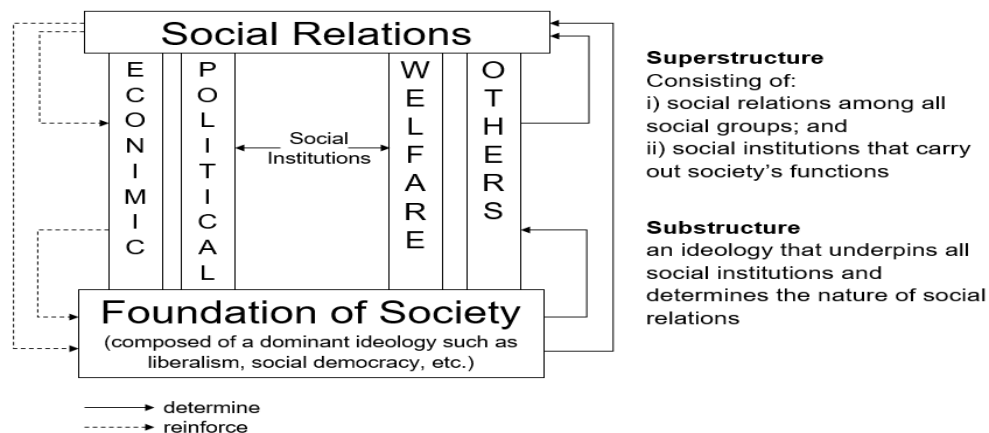 Social Relations
ECONIMIC
POLITICAL
WELFARE
OTHERS
Social
Institutions
Foundation of Society
(composed of a dominant ideology such as
liberalism, social democracy, etc.)
determine
reinforce
Superstructure
Consisting of:
i) social relations among all
social groups; and
ii) social institutions that carry
out society's functions
Substructure
an ideology that underpins all
social institutions and
determines the nature of social
relations